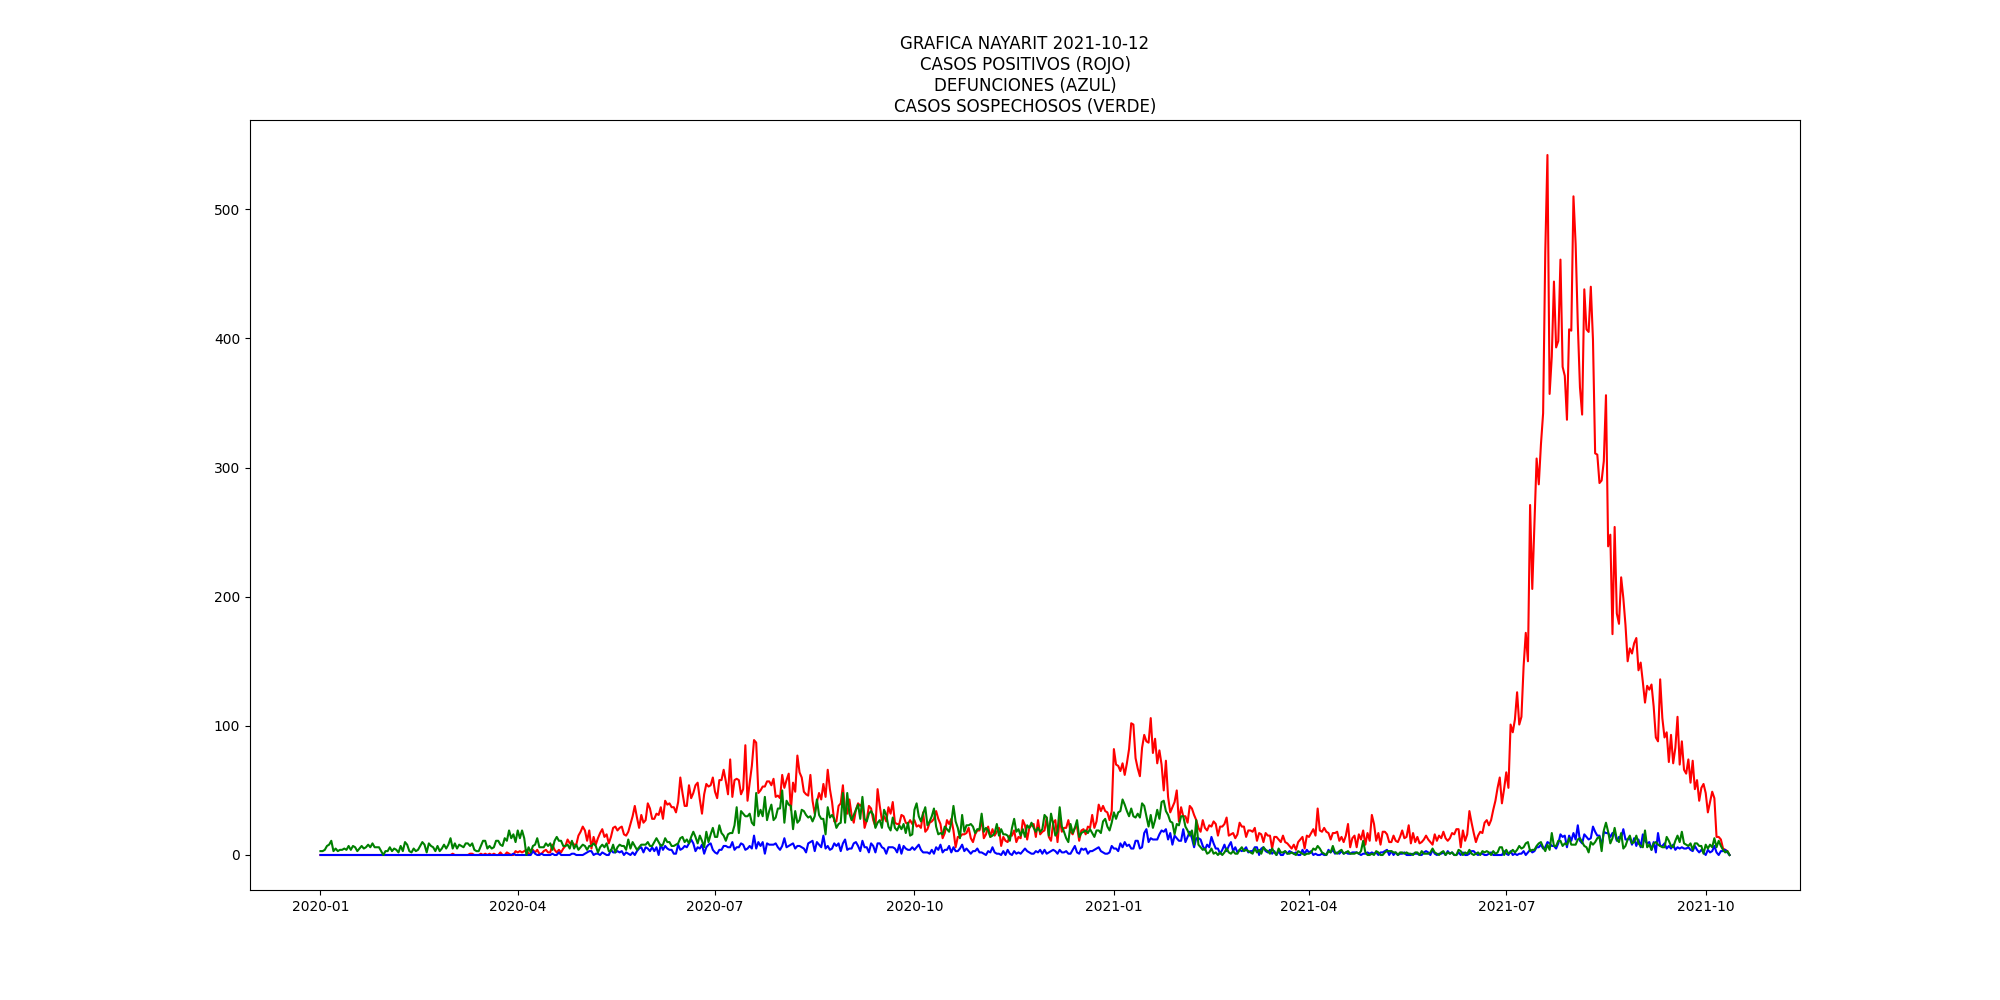 GRAFICA NAYARIT 2021-10-12
CASOS POSITIVOS (ROJO)
DEFUNCIONES (AZUL)
CASOS SOSPECHOSOS (VERDE)
500
400
300
200
100
0
2020-01 2020-04 2020-07 2020-10 2021-01 2021-04 2021-07 2021-10